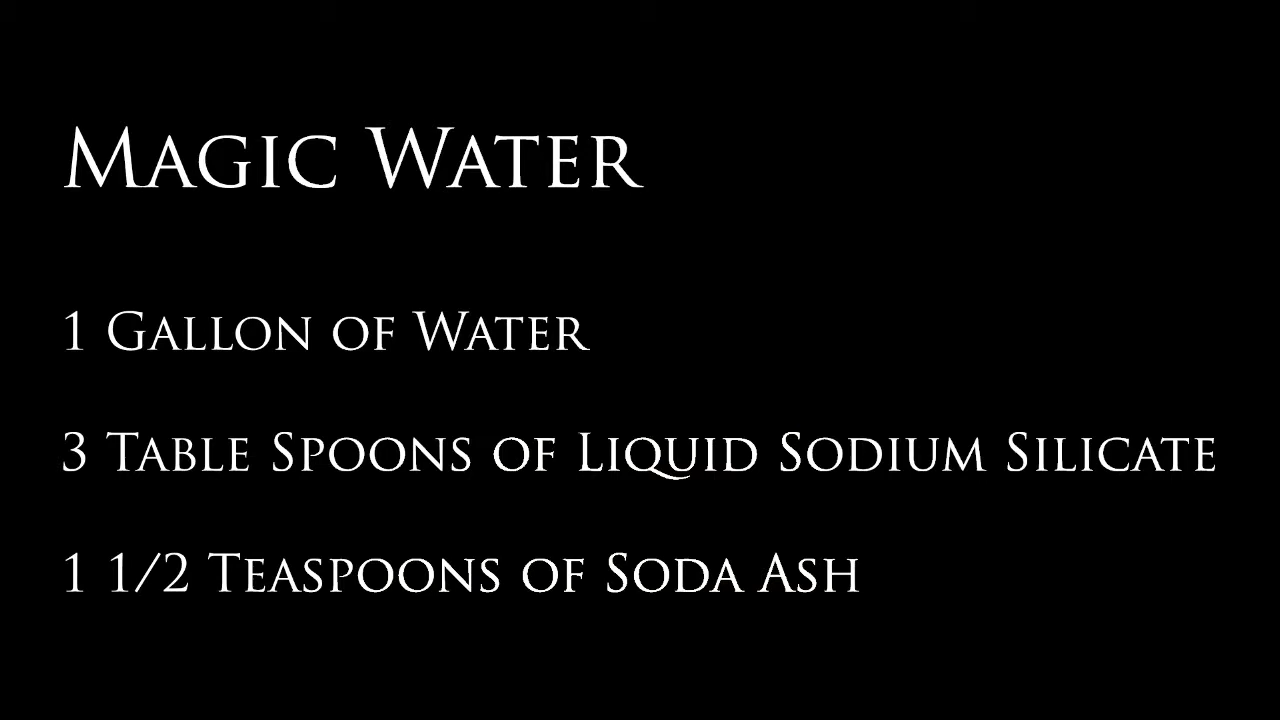 Magic Water
1 Gallon of Water
3 Table Spoons of Liquid Sodium Silicate
1 1/2 Teaspoons of Soda Ash